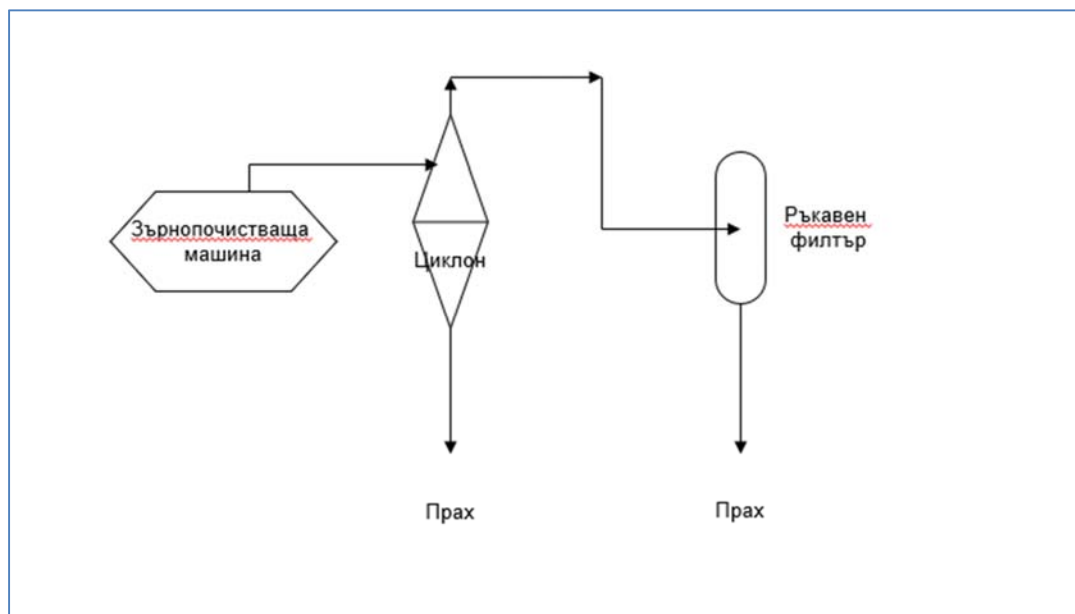 Зърнопочистваща
машина
Циклон
Ръкавен
филтър
Прах
Прах